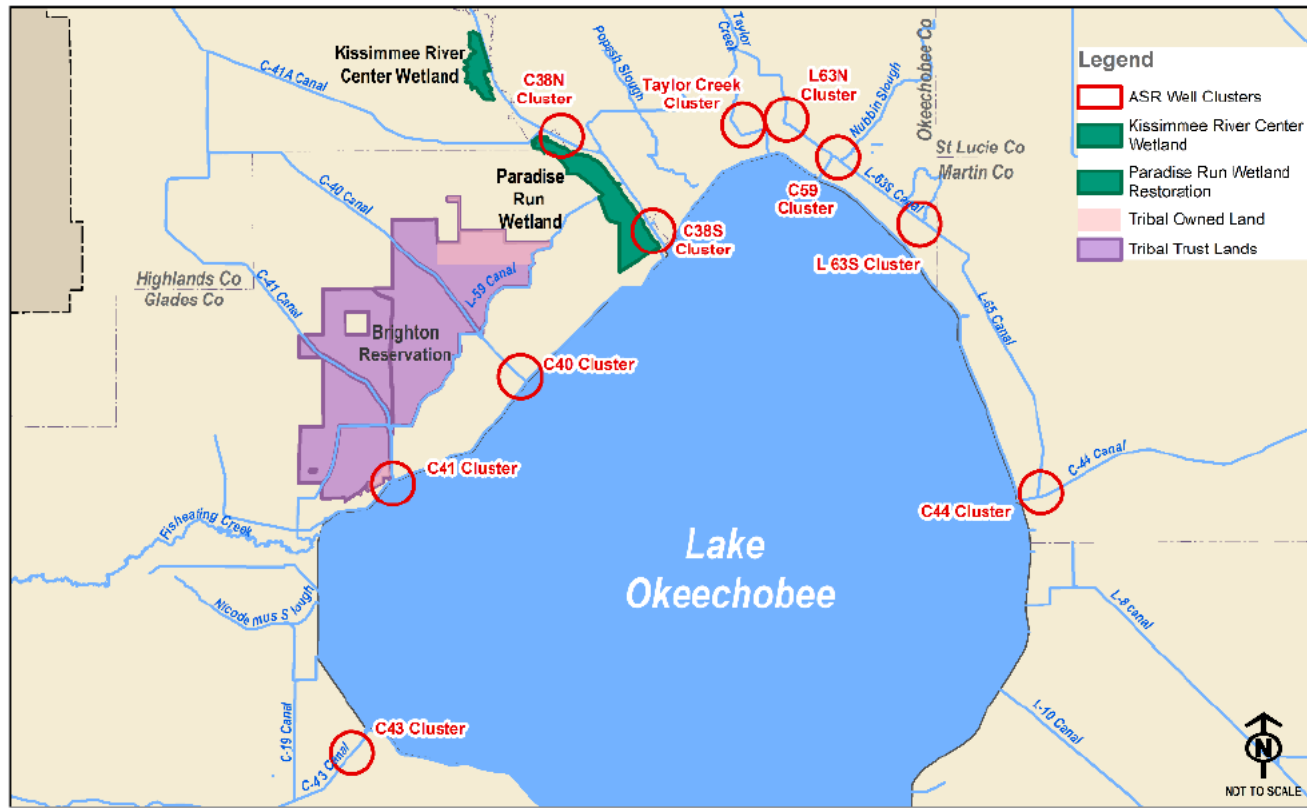 Kissimmee River
Center Wetland
C-41A Canal
C38N
Cluster
Popash Slough
Taylor
Creek
Taylor Creek
Cluster
L63N
Cluster
Nubbin Slough
Okeechobee Co
St Lucie Co
Martin Co
Legend
ASR Well Clusters
Kissimmee River Center
Wetland
Paradise Run Wetland
Restoration
Tribal Owned Land
Tribal Trust Lands
C-40 Canal
Paradise
Run
Wetland
C38S
Cluster
C59
Cluster
L-63S Canal
L 63S Cluster
Highlands Co
Glades Co
C-41 Canal
L-59 Canal
L-65 Canal
Brighton
Reservation
C40 Cluster
C41 Cluster
C-44 Canal
C44 Cluster
Fisheating Creek
Lake
Okeechobee
Nicodemus Slough
L-8 canal
C-19 Canal
C43 Cluster
C-43 Canal
L-10 Canal
N
NOT TO SCALE